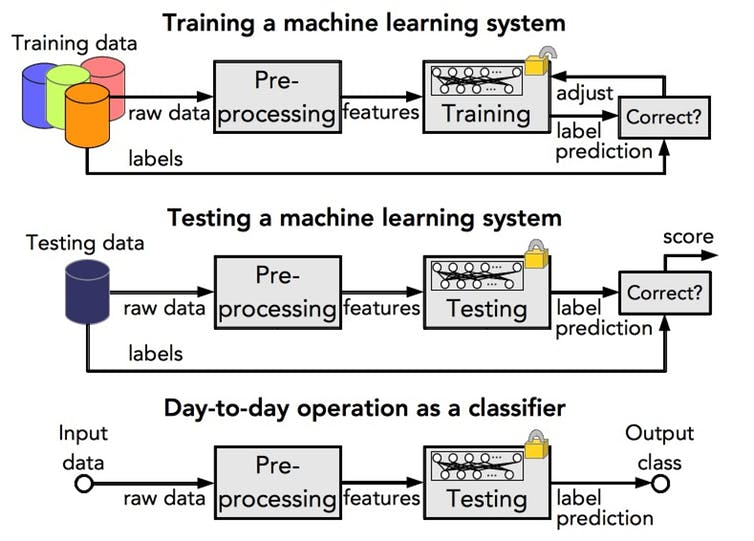 Training a machine learning system
Training data
raw data
Pre-
processing
features
Training
adjust
label
prediction
Correct?
labels
Testing a machine learning system
Testing data
raw data
Pre-
processing
features
Testing
label
prediction
Correct?
score
labels
Day-to-day operation as a classifier
Input
data
raw data
Pre-
processing
features
Testing
label
prediction
Output
class